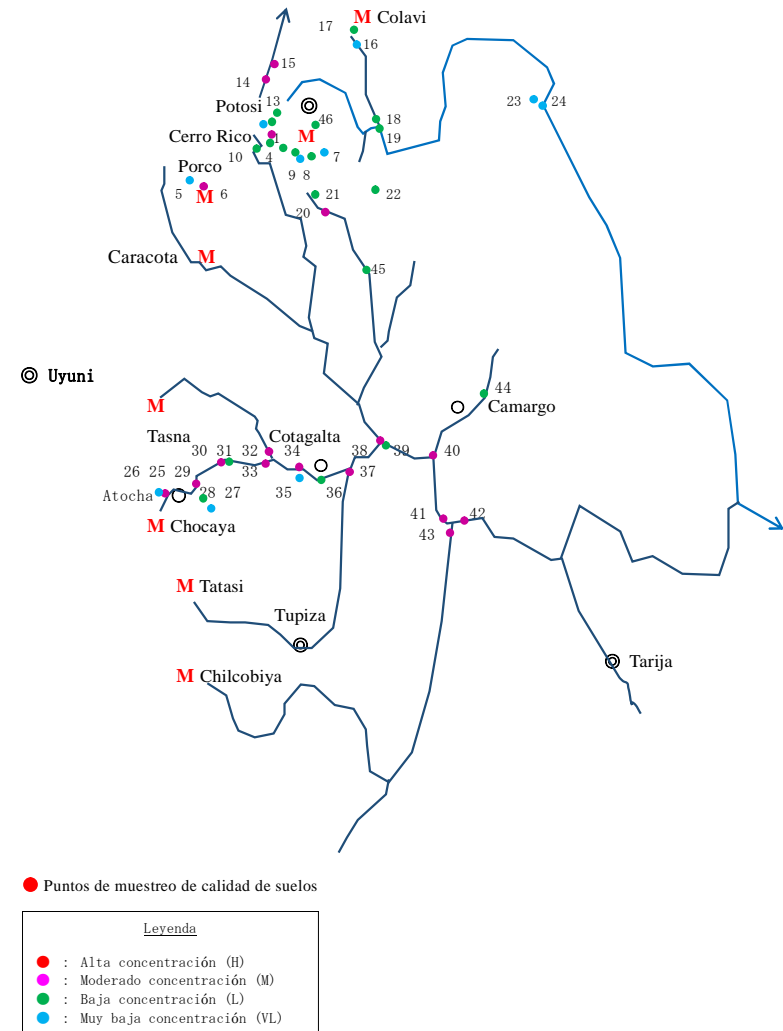 17
M Colavi
16
15
14
Potosi
13
46
18
23
24
Cerro Rico
1
M
19
10
4
7
Porco
9
8
5
6
M
21
22
20
Caracota
M
45
Uyuni
44
M
Camargo
Tasna
Cotagalta
30
31
32
34
38
39
40
26
25
29
33
37
Atocha
28
27
35
36
M Chocaya
41
42
43
M Tatasi
Tupiza
Tarija
M Chilcobiya
Puntos de muestreo de calidad de suelos
Leyenda
: Alta concentración (H)
: Moderado concentración (M)
: Baja concentración (L)
: Muy baja concentración (VL)